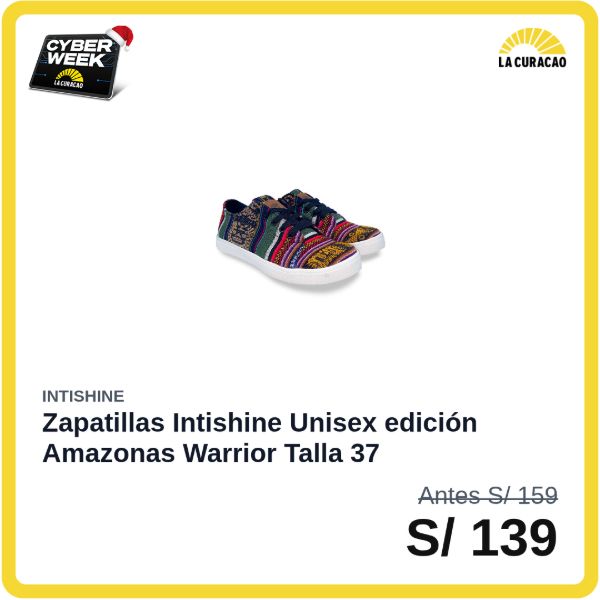 CYBER
WEEK
LA CURACAO
LA CURACAO
INTISHINE
Zapatillas Intishine Unisex edición
Amazonas Warrior Talla 37
Antes S/ 159
S/ 139